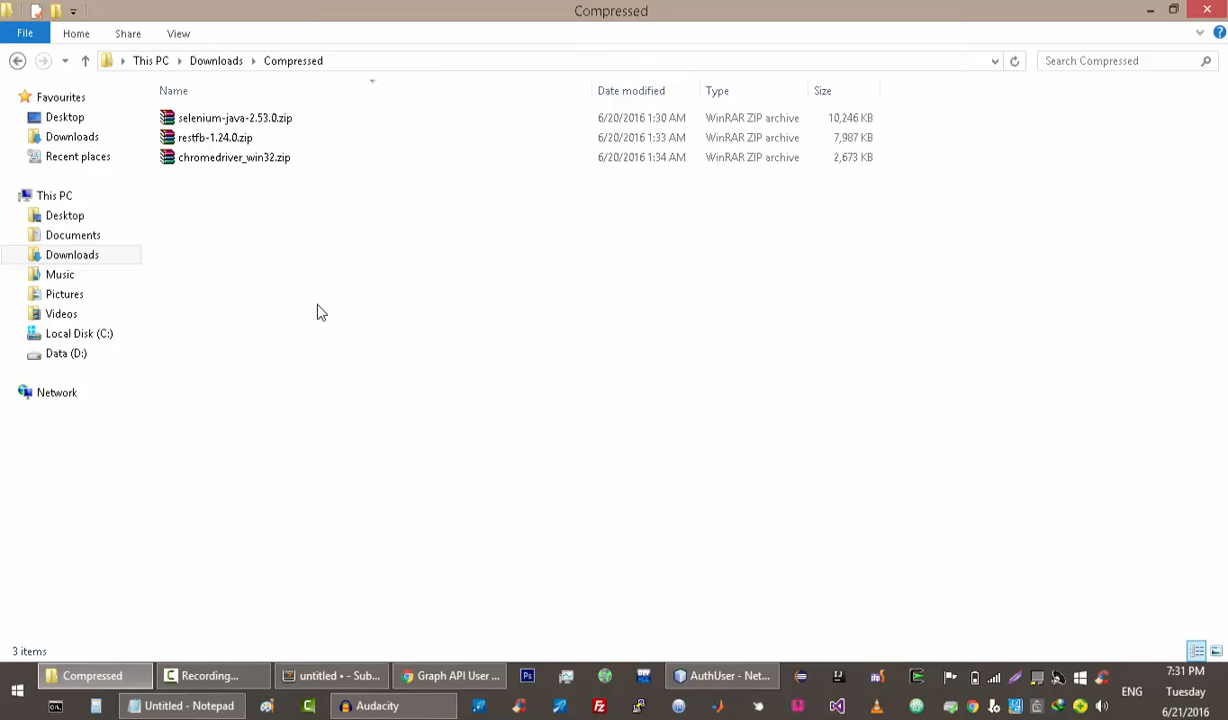 Compressed
File Home Share View
This PC Downloads Compressed Search Compressed
Name Date modified Type Size
Favourites
Desktop selenium-java-2.53.0.zip 6/20/2016 1:30 AM WinRAR ZIP archive 10,246 KB
Downloads restfb-1.24.0.zip 6/20/2016 1:33 AM WinRAR ZIP archive 7,987 KB
Recent places chromedriver_win32.zip 6/20/2016 1:34 AM WinRAR ZIP archive 2,673 KB
This PC
Desktop
Documents
Downloads
Music
Pictures
Videos
Local Disk (C:)
Data (D:)
Network
3 items
Compressed Recording... untitled • - Sub... Graph API User ... Ps AuthUser - Net... 7:31 PM
ENG Tuesday
Untitled - Notepad Audacity 6/21/2016